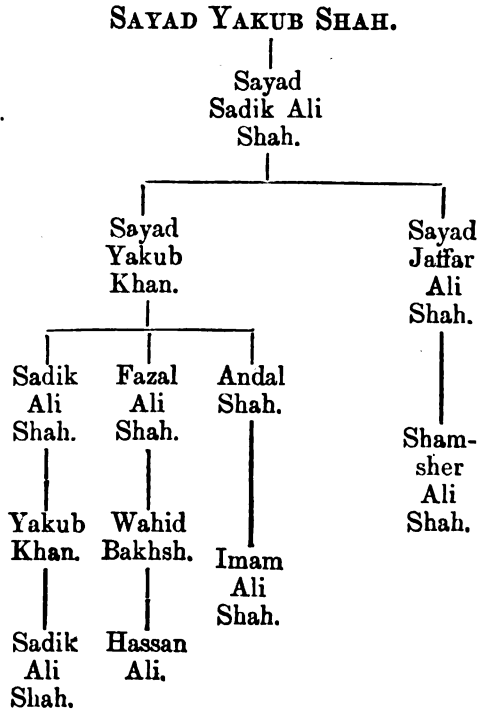 SAYAD YAKUB SHAH.
Sayad
Sadik Ali
Shah.
Sayad
Yakub
Khan.
Sayad
Jaffar
Ali
Shah.
Sadik
Ali
Shah.
Fazal
Ali
Shah.
Andal
Shah.
Sham-
sher
Ali
Shah.
Yakub
Khan.
Wahid
Bakhsh.
Imam
Ali
Shah.
Sadik
Ali
Shah.
Hassan
Ali.